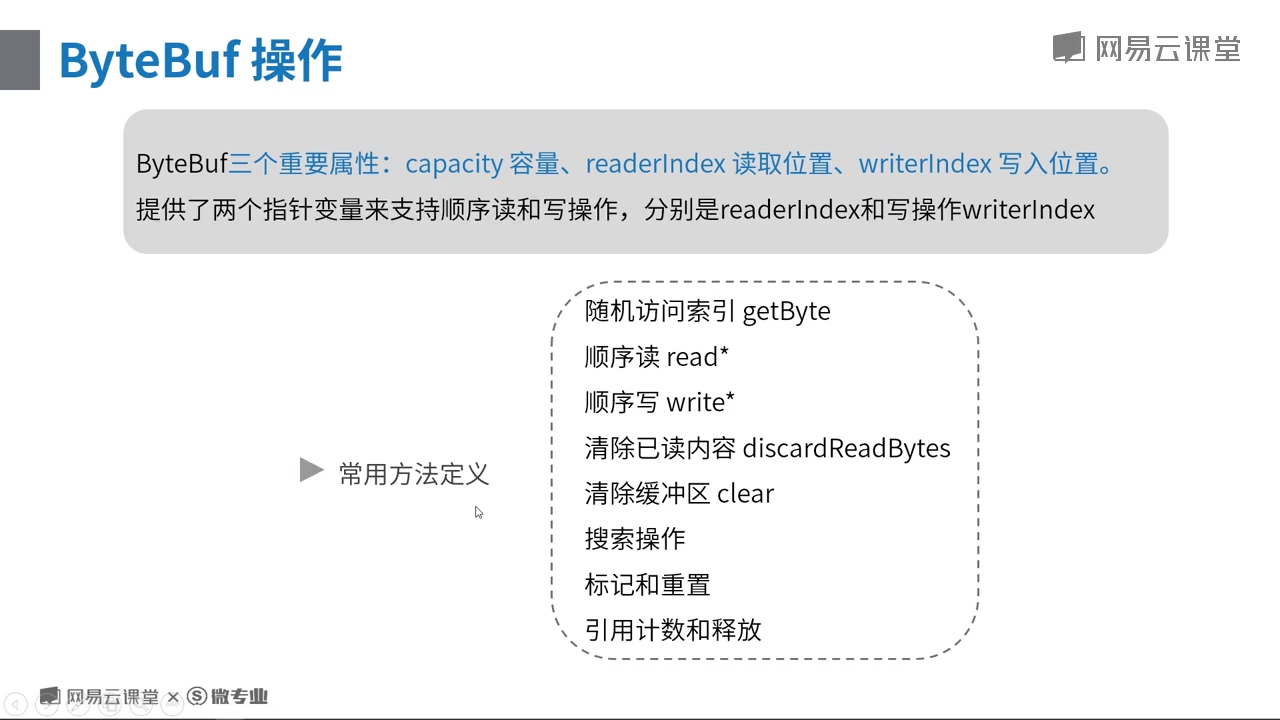 ByteBuf 操作
网易云课堂
ByteBuf三个重要属性：capacity 容量、readerIndex 读取位置、writerIndex 写入位置。
提供了两个指针变量来支持顺序读和写操作，分别是readerIndex和写操作writerIndex
随机访问索引 getByte
顺序读 read*
顺序写 write*
清除已读内容 discardReadBytes
常用方法定义
清除缓冲区 clear
搜索操作
标记和重置
引用计数和释放
网易云课堂 × 微专业